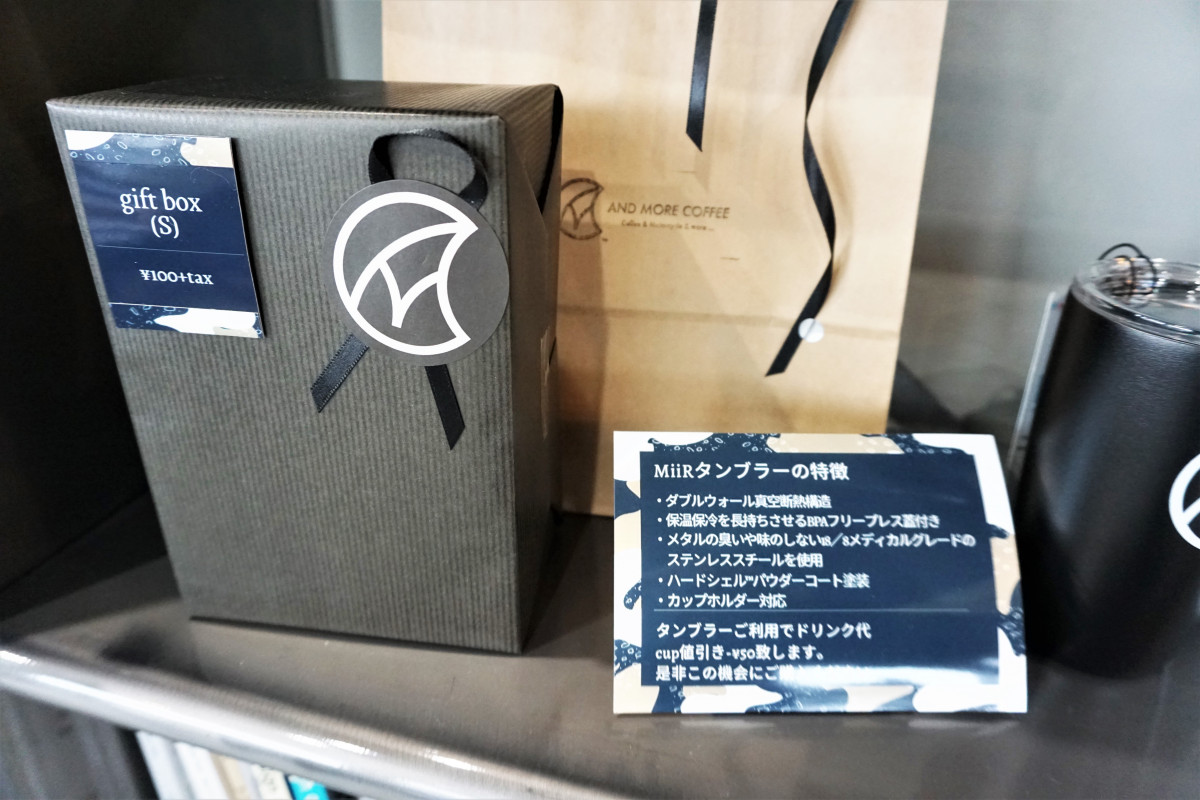 gift box
(S)
¥100+tax
AND MORE COFFEE
Coffee & Motorcycle & more...
MiiRタンブラーの特徴
・ダブルウォール真空断熱構造
・保温保冷を長持ちさせるBPAフリープレス蓋付き
・メタルの臭いや味のしない18/8メディカルグレードの
ステンレススチールを使用
・ハードシェル™パウダーコート塗装
・カップホルダー対応
タンブラーご利用でドリンク代
cup値引き-¥50致します。
是非この機会にご購